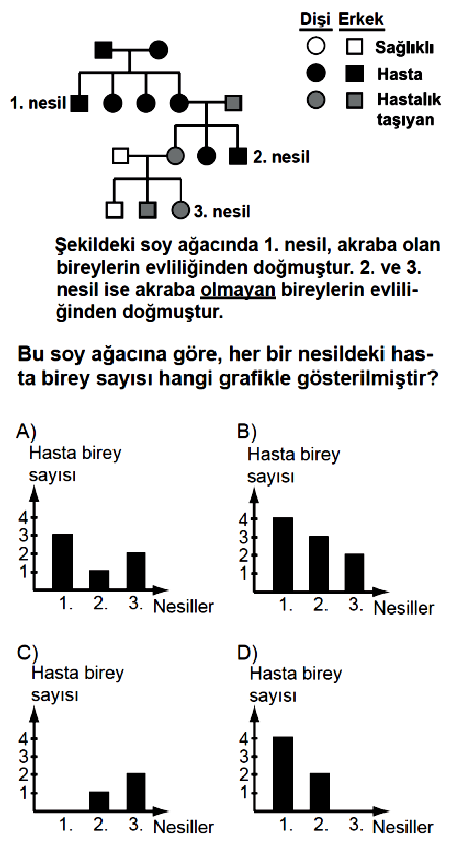 Dişi Erkek
Sağlıklı
Hasta
Hastalık
taşıyan
1. nesil
2. nesil
3. nesil
Şekildeki soy ağacında 1. nesil, akraba olan
bireylerin evliliğinden doğmuştur. 2. ve 3.
nesil ise akraba olmayan bireylerin evlili-
ğinden doğmuştur.
Bu soy ağacına göre, her bir nesildeki has-
ta birey sayısı hangi grafikle gösterilmiştir?
A)
Hasta birey
sayısı
4
3
2
1
1. 2. 3. Nesiller
B)
Hasta birey
sayısı
4
3
2
1
1. 2. 3. Nesiller
C)
Hasta birey
sayısı
4
3
2
1
1. 2. 3. Nesiller
D)
Hasta birey
sayısı
4
3
2
1
1. 2. 3. Nesiller